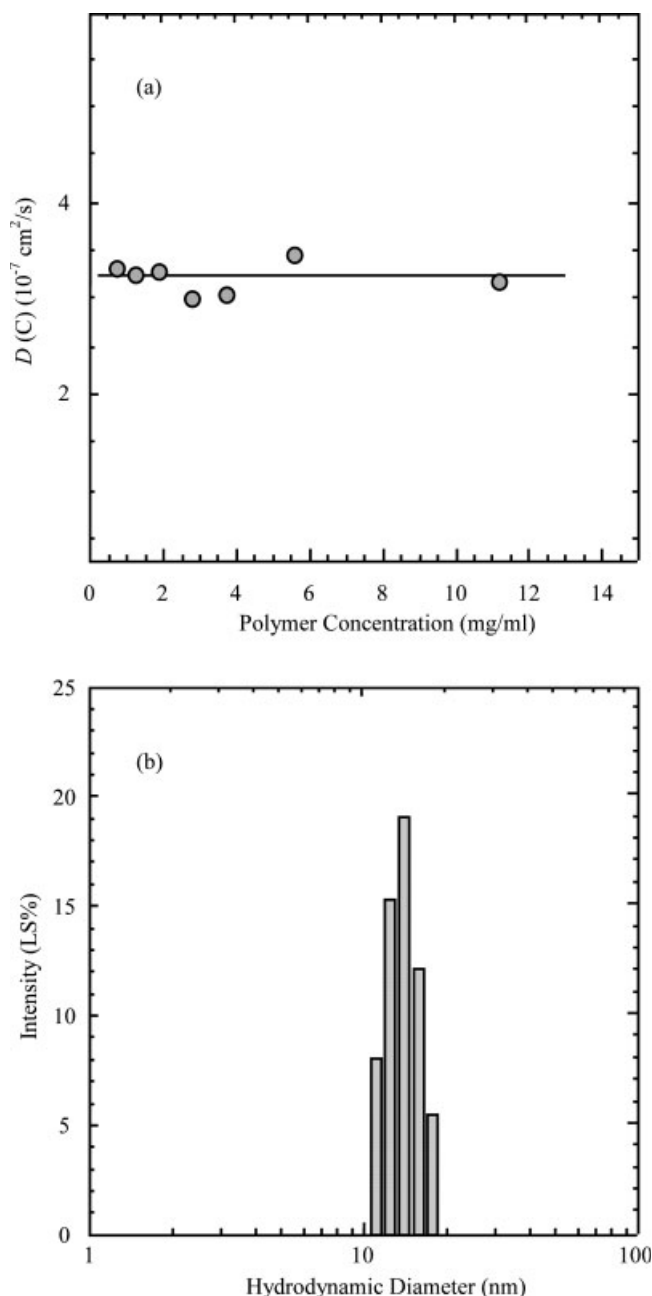 (a)
4
2
D (C) (10⁻⁷ cm²/s)
0 2 4 6 8 10 12 14
Polymer Concentration (mg/ml)
25
(b)
20
15
10
5
0
Intensity (LS%)
1 10 100
Hydrodynamic Diameter (nm)